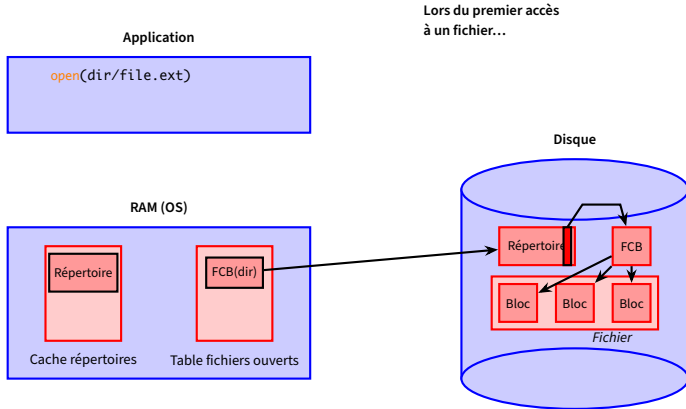 Lors du premier accès
à un fichier…
Application
open(dir/file.ext)
Disque
RAM (OS)
Répertoire
FCB(dir)
Répertoire
FCB
Bloc
Bloc
Bloc
Fichier
Cache répertoires
Table fichiers ouverts